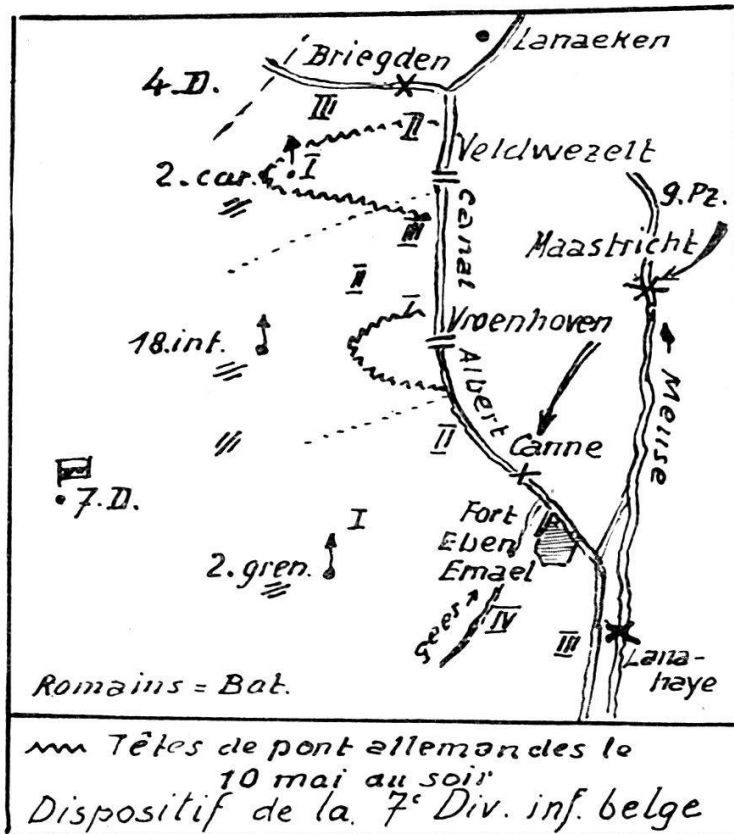 Lanaeken
Briegden
4.D.
III
II
Veldwezelt
2.car.
I
9.Pz.
Canal
III
Maastricht
II
I
Vroenhoven
18.int.
Albert
Meuse
II
Canne
7.D.
I
Fort
Eben
Emael
2.gren.
Geer
IV
III
Lana-
haye
Romains = Bat.
Têtes de pont allemandes le
10 mai au soir
Dispositif de la 7e Div. inf. belge